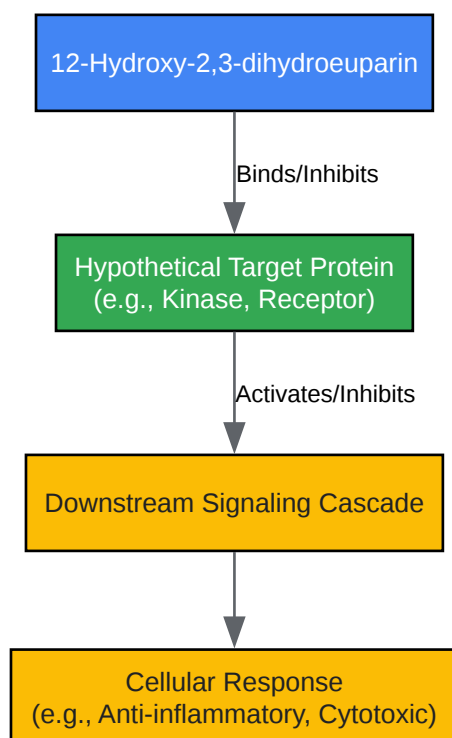 12-Hydroxy-2,3-dihydroeuparin
Binds/Inhibits
Hypothetical Target Protein
(e.g., Kinase, Receptor)
Activates/Inhibits
Downstream Signaling Cascade
Cellular Response
(e.g., Anti-inflammatory, Cytotoxic)